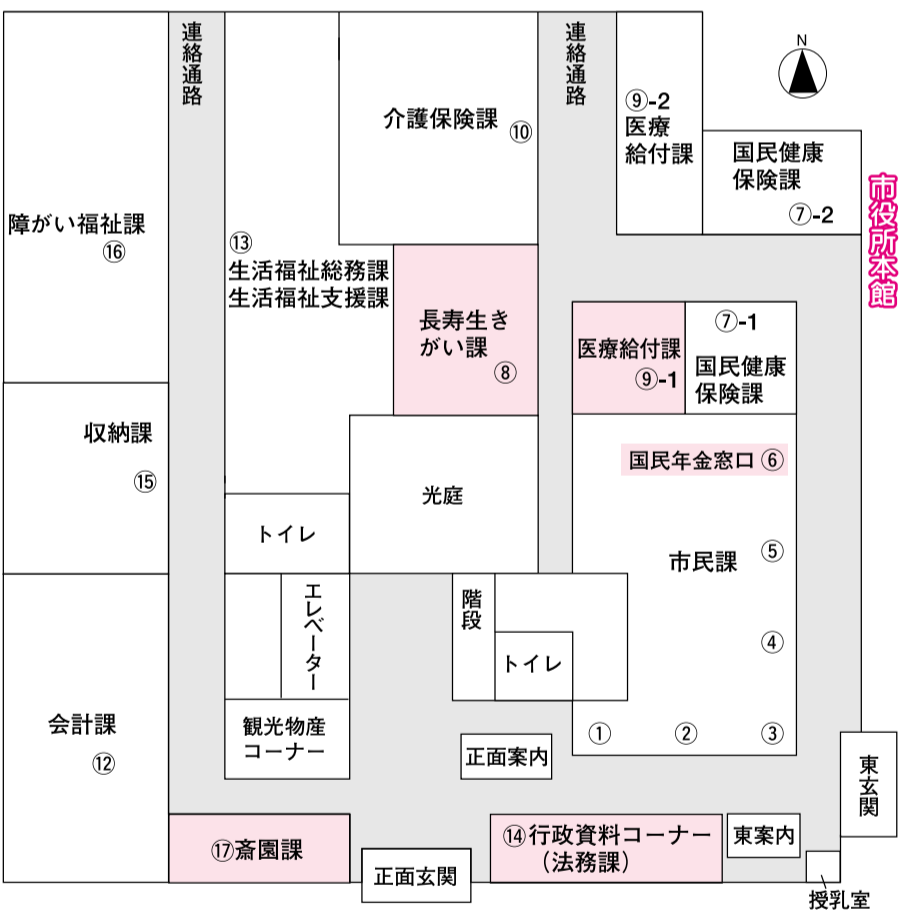 連絡通路
連絡通路
N
介護保険課
⑩
⑨-2
医療
給付課
国民健康
保険課
⑦-2
市役所本館
障がい福祉課
⑯
⑬
生活福祉総務課
生活福祉支援課
長寿生き
がい課
⑧
医療給付課
⑨-1
⑦-1
国民健康
保険課
収納課
⑮
光庭
国民年金窓口 ⑥
トイレ
市民課
⑤
エレベーター
階段
トイレ
④
会計課
⑫
観光物産
コーナー
正面案内
①
②
③
東玄関
⑰斎園課
正面玄関
⑭行政資料コーナー
（法務課）
東案内
授乳室